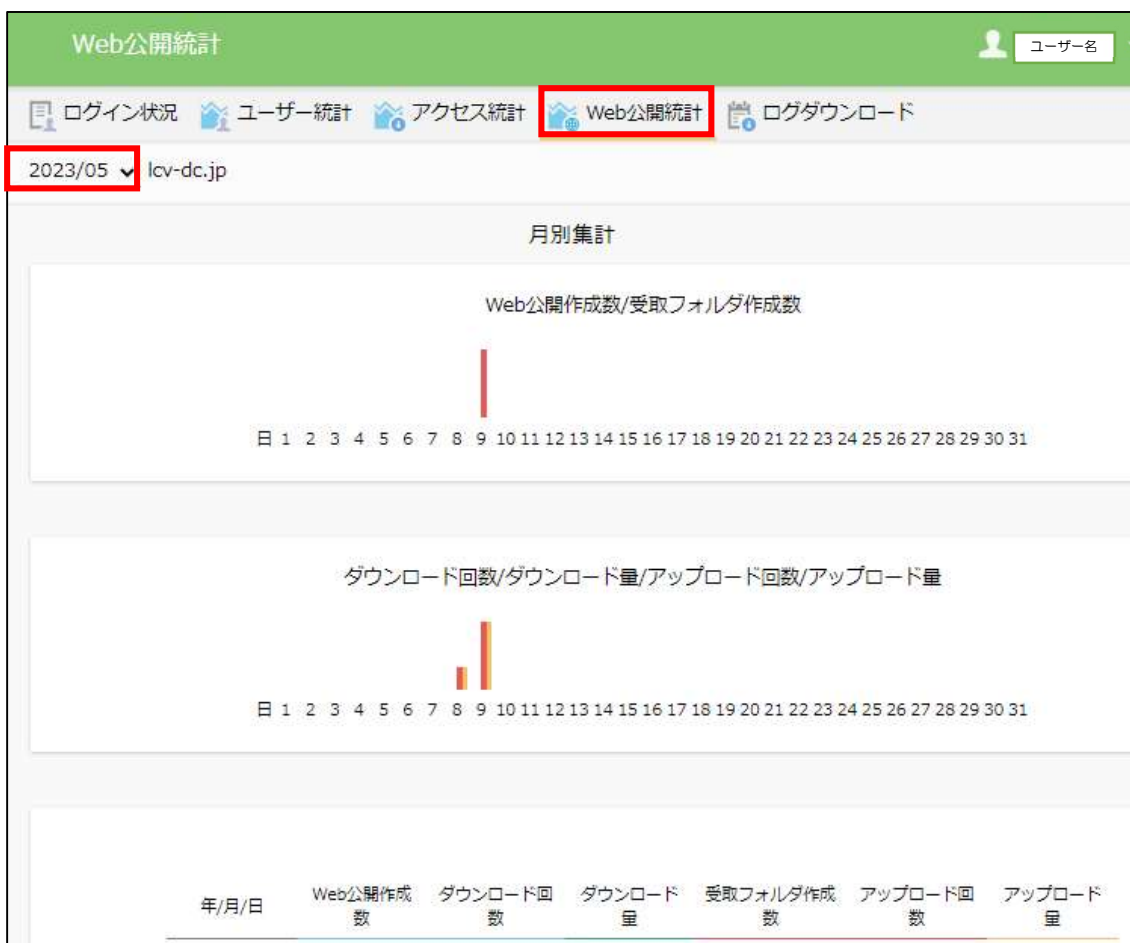 Web公開統計
ユーザー名
ログイン状況 ユーザー統計 アクセス統計 Web公開統計 ログダウンロード
2023/05 lcv-dc.jp
月別集計
Web公開作成数/受取フォルダ作成数
日 1 2 3 4 5 6 7 8 9 10 11 12 13 14 15 16 17 18 19 20 21 22 23 24 25 26 27 28 29 30 31
ダウンロード回数/ダウンロード量/アップロード回数/アップロード量
日 1 2 3 4 5 6 7 8 9 10 11 12 13 14 15 16 17 18 19 20 21 22 23 24 25 26 27 28 29 30 31
年/月/日 Web公開作成 ダウンロード回 ダウンロード 受取フォルダ作成 アップロード回 アップロード
数 数 量 数 数 量